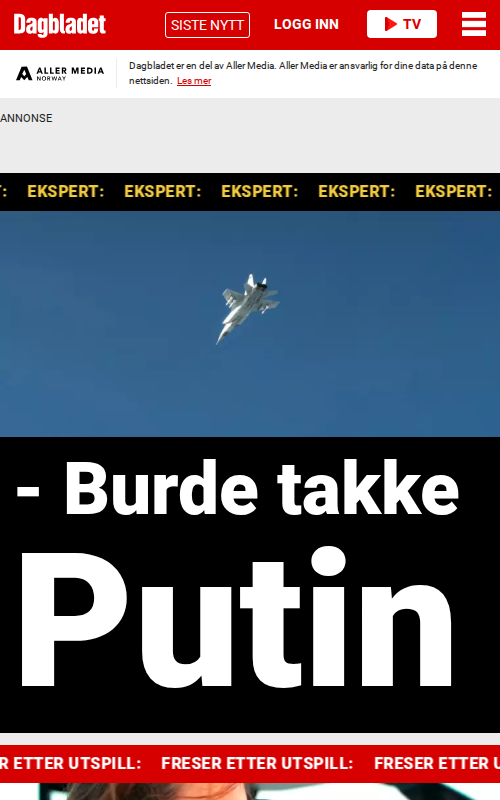 Dagbladet
SISTE NYTT
LOGG INN
TV
ALLER MEDIA
NORWAY
Dagbladet er en del av Aller Media. Aller Media er ansvarlig for dine data på denne
nettsiden. Les mer
ANNONSE
: EKSPERT: EKSPERT: EKSPERT: EKSPERT: EKSPERT:
- Burde takke
Putin
R ETTER UTSPILL: FRESER ETTER UTSPILL: FRESER ETTER U